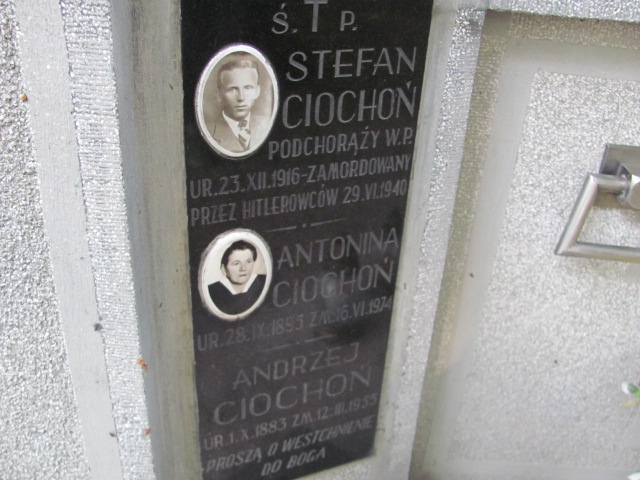 Ś.†P.
STEFAN
CIOCHOŃ
PODCHORĄŻY W.P.
UR.23.XII.1916-ZAMORDOWANY
PRZEZ HITLEROWCÓW 29.VI.1940
ANTONINA
CIOCHOŃ
UR.28.IX.1893 ZM.16.VI.1974
ANDRZEJ
CIOCHOŃ
UR.1.X.1883 ZM.12.III.1955
PROSZĄ O WESTCHNIENIE
DO BOGA